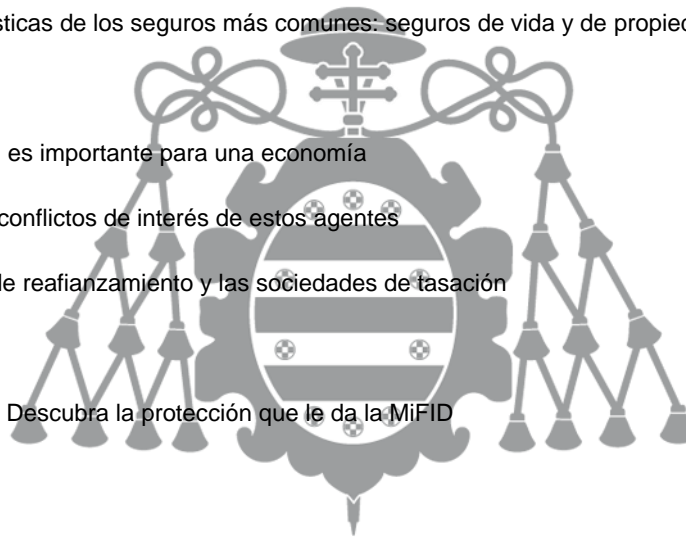 sticas de los seguros más comunes: seguros de vida y de propied
es importante para una economía
conflictos de interés de estos agentes
de reafianzamiento y las sociedades de tasación
Descubra la protección que le da la MiFID